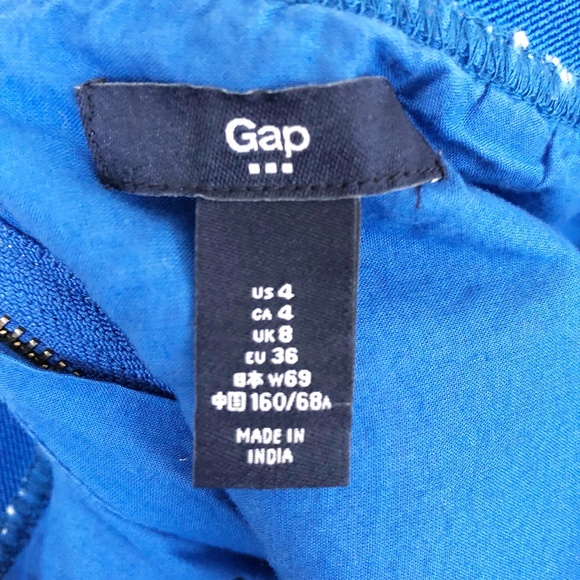 Gap
US 4
CA 4
UK 8
EU 36
日本 W69
中国 160/68A
MADE IN
INDIA